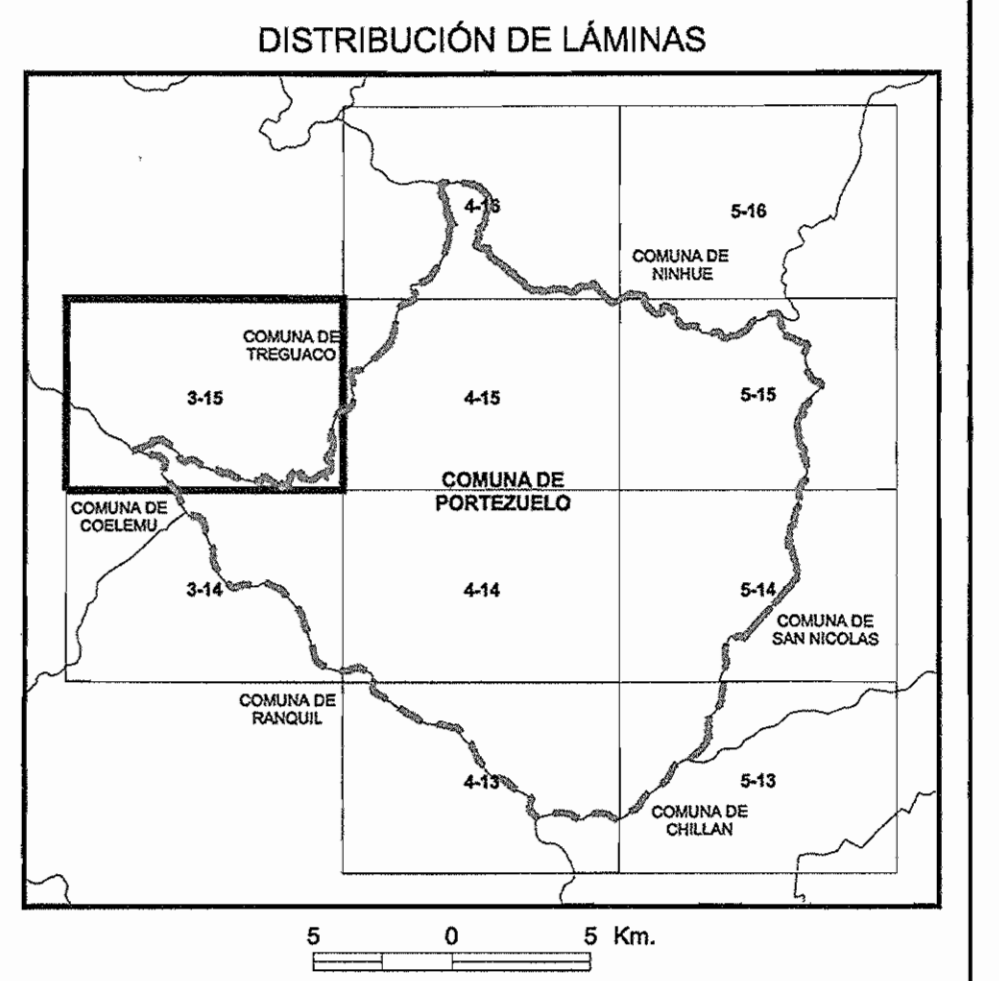 DISTRIBUCIÓN DE LÁMINAS
4-16
5-16
COMUNA DE
NINHUE
COMUNA DE
TREGUACO
3-15
4-15
5-15
COMUNA DE
PORTEZUELO
COMUNA DE
COELEMU
3-14
4-14
5-14
COMUNA DE
SAN NICOLAS
COMUNA DE
RANQUIL
4-13
5-13
COMUNA DE
CHILLAN
5 0 5 Km.